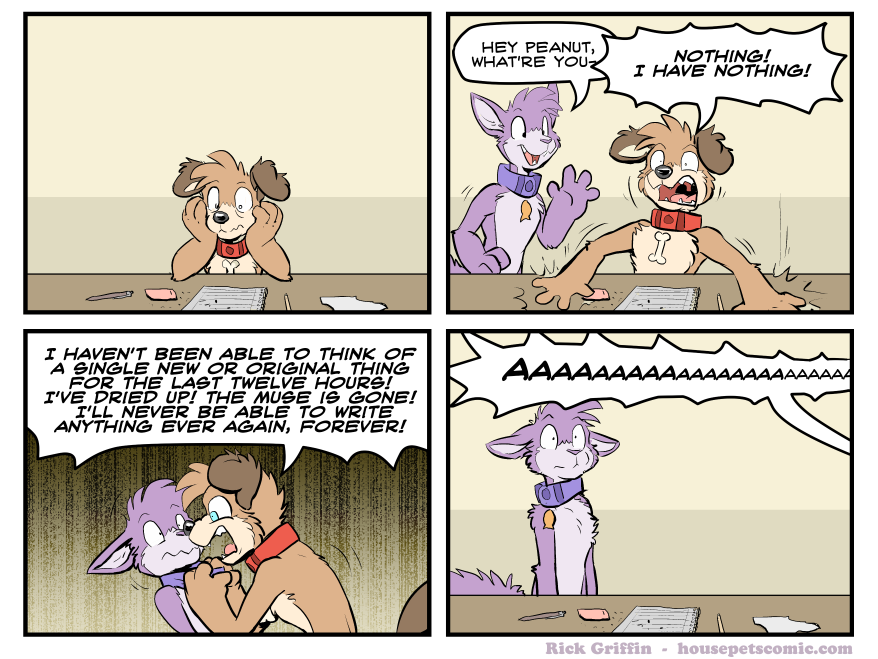 HEY PEANUT,
WHAT'RE YOU-
NOTHING!
I HAVE NOTHING!
I HAVEN'T BEEN ABLE TO THINK OF
A SINGLE NEW OR ORIGINAL THING
FOR THE LAST TWELVE HOURS!
I'VE DRIED UP! THE MUSE IS GONE!
I'LL NEVER BE ABLE TO WRITE
ANYTHING EVER AGAIN, FOREVER!
AAAAAAAAAAAAAAAAAAAAAAA
Rick Griffin - housepetscomic.com